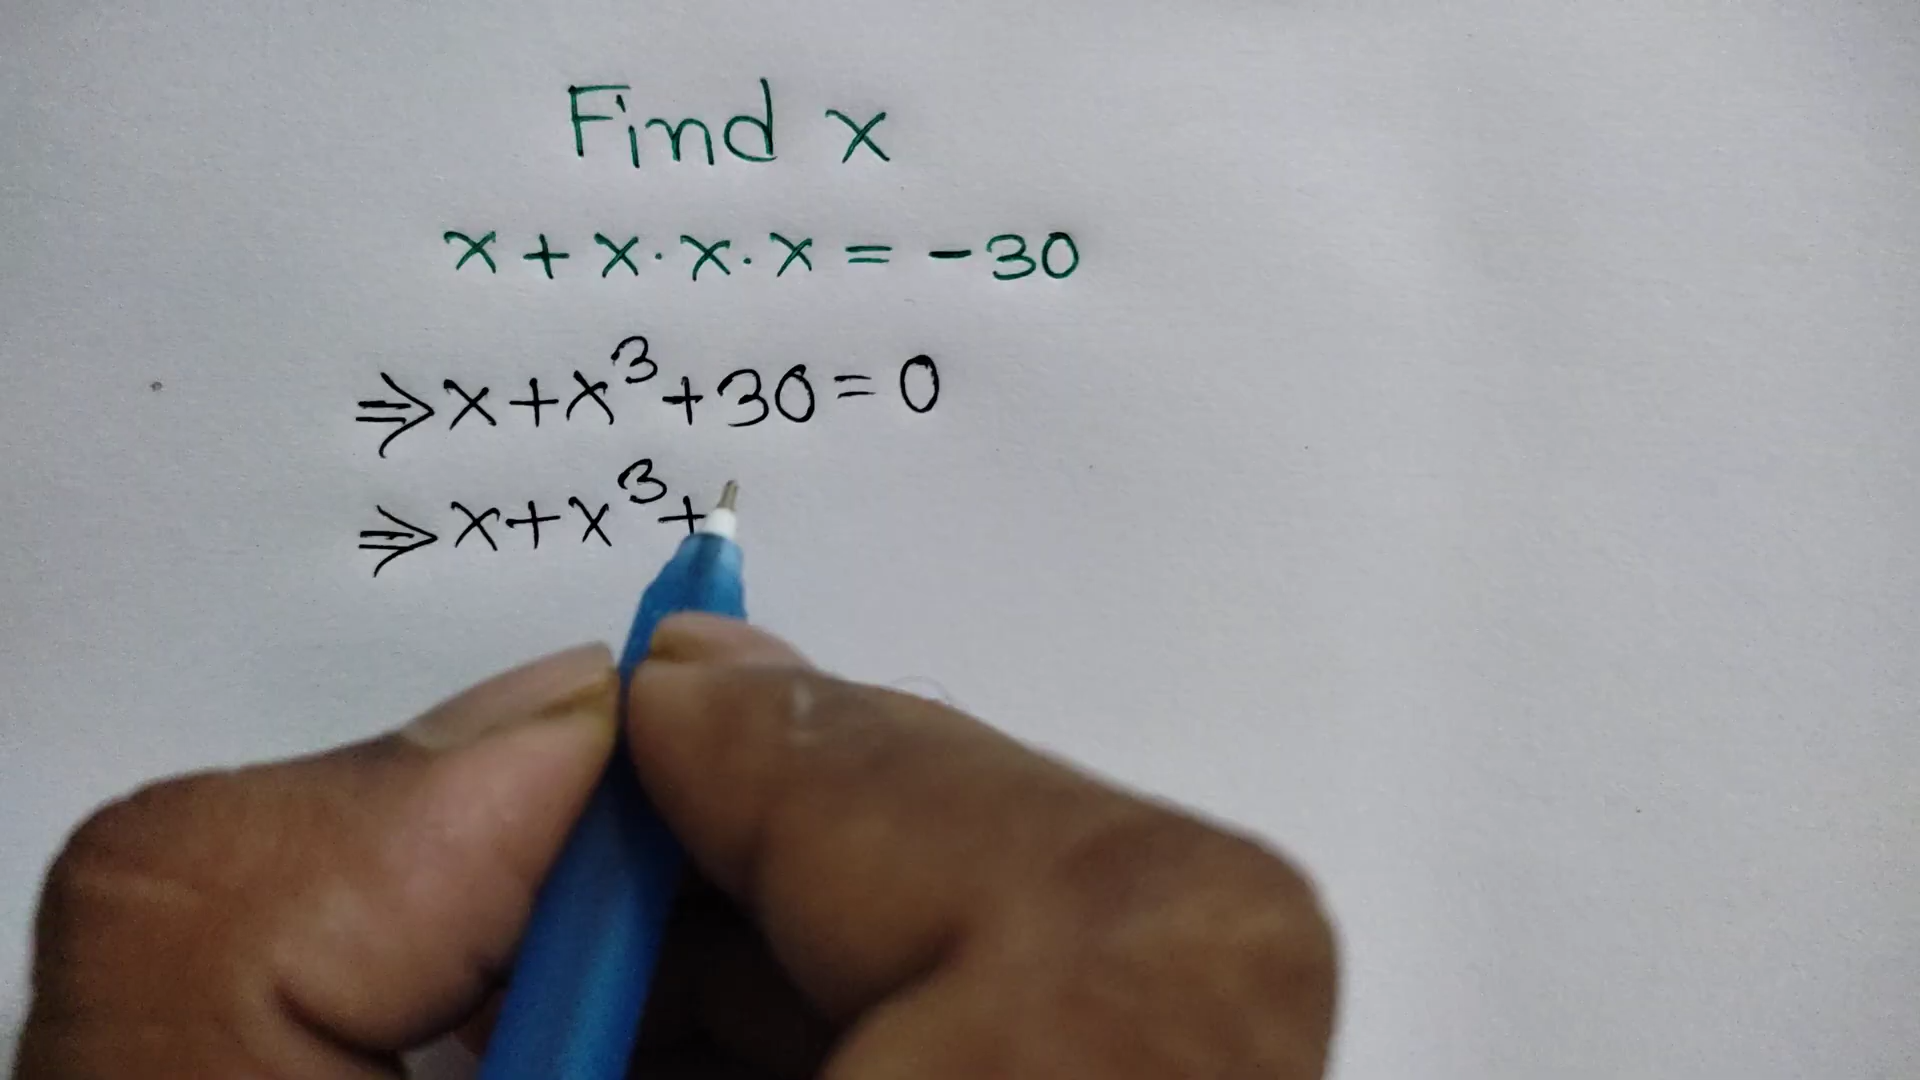 Find x
x + x · x · x = -30
⇒ x + x³ + 30 = 0
⇒ x + x³ +